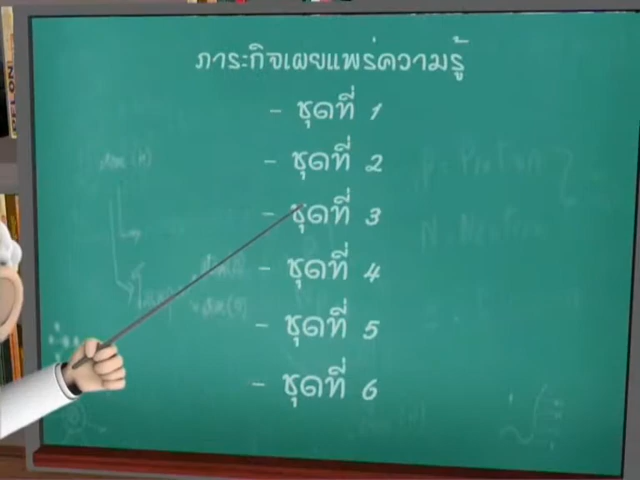 ภาระกิจเผยแพร่ความรู้
- ชุดที่ 1
- ชุดที่ 2
- ชุดที่ 3
- ชุดที่ 4
- ชุดที่ 5
- ชุดที่ 6